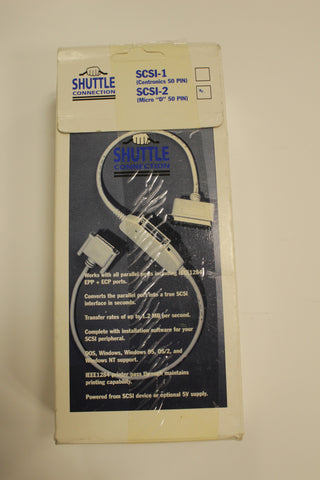 SHUTTLE
CONNECTION
SCSI-1
(Centronics 50 PIN)
SCSI-2
(Micro "D" 50 PIN)
SHUTTLE
CONNECTION
Works with all parallel ports including IEEE1284,
EPP + ECP ports.
Converts the parallel port into a true SCSI
interface in seconds.
Transfer rates of up to 1.2 MB per second.
Complete with installation software for your
SCSI peripheral.
DOS, Windows, Windows 95, OS/2, and
Windows NT support.
IEEE1284 printer pass through maintains
printing capability.
Powered from SCSI device or optional 5V supply.